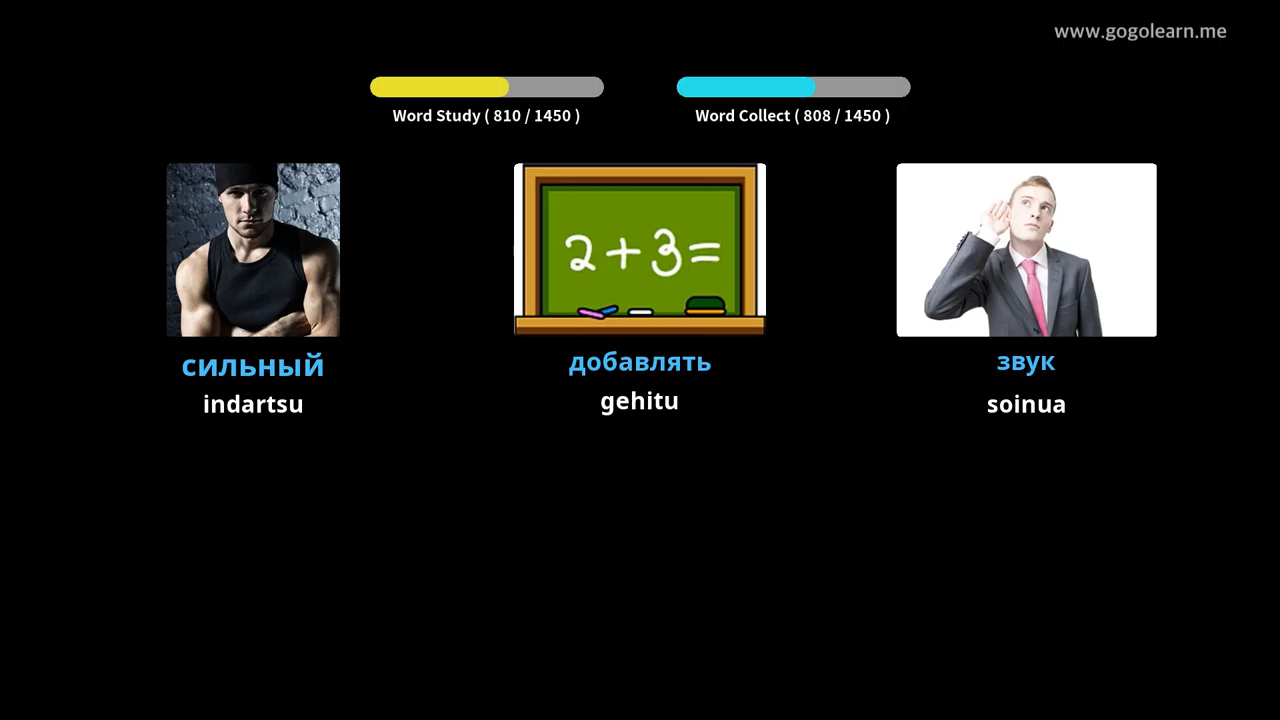 www.gogolearn.me
Word Study ( 810 / 1450 )
Word Collect ( 808 / 1450 )
2+3=
сильный
indartsu
добавлять
gehitu
звук
soinua